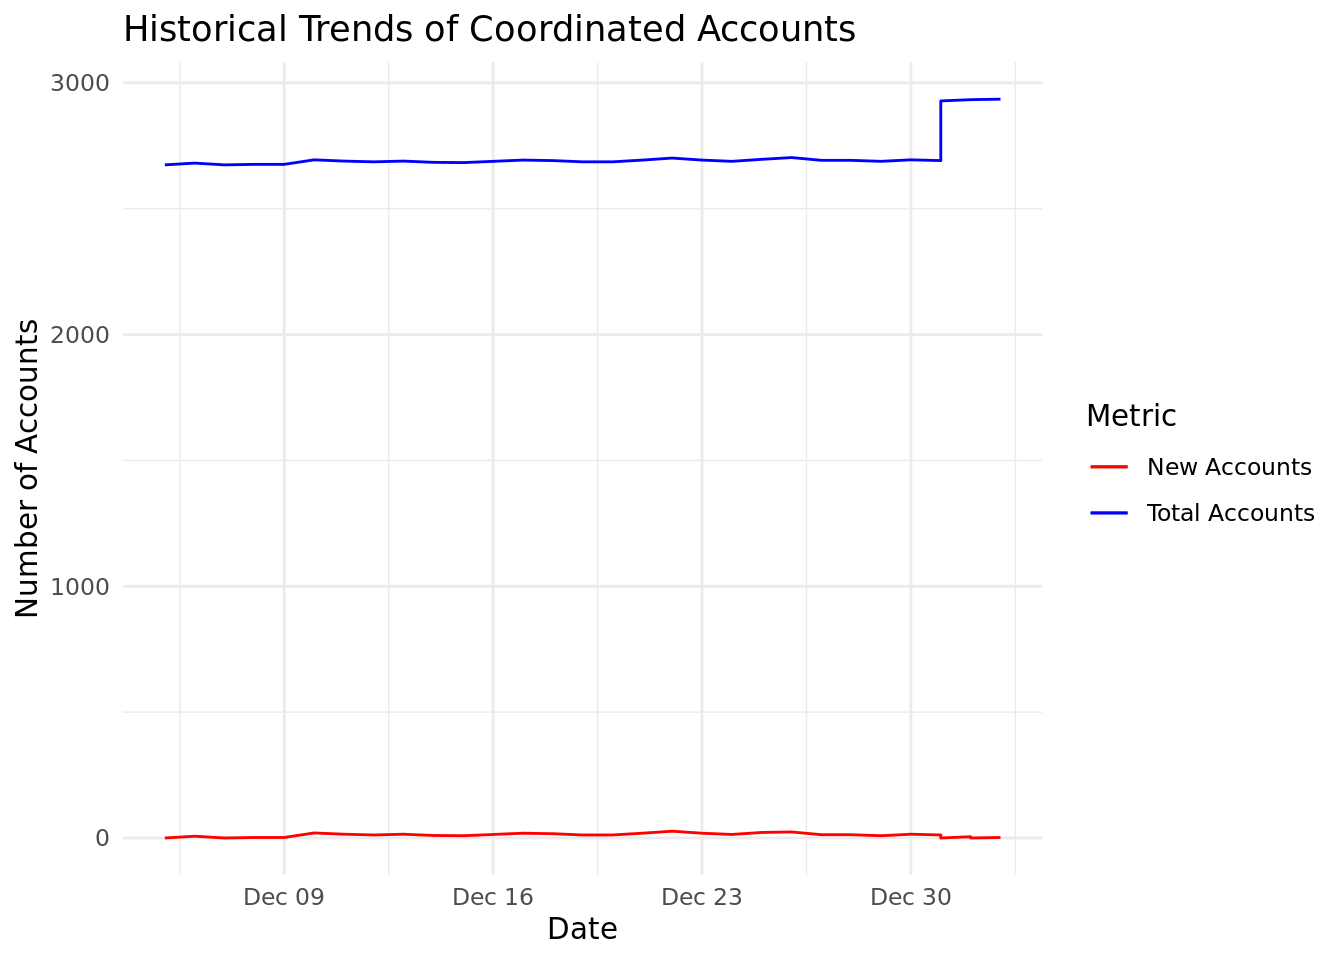 Historical Trends of Coordinated Accounts
3000
2000
1000
0
Number of Accounts
Dec 09
Dec 16
Dec 23
Dec 30
Date
Metric
New Accounts
Total Accounts